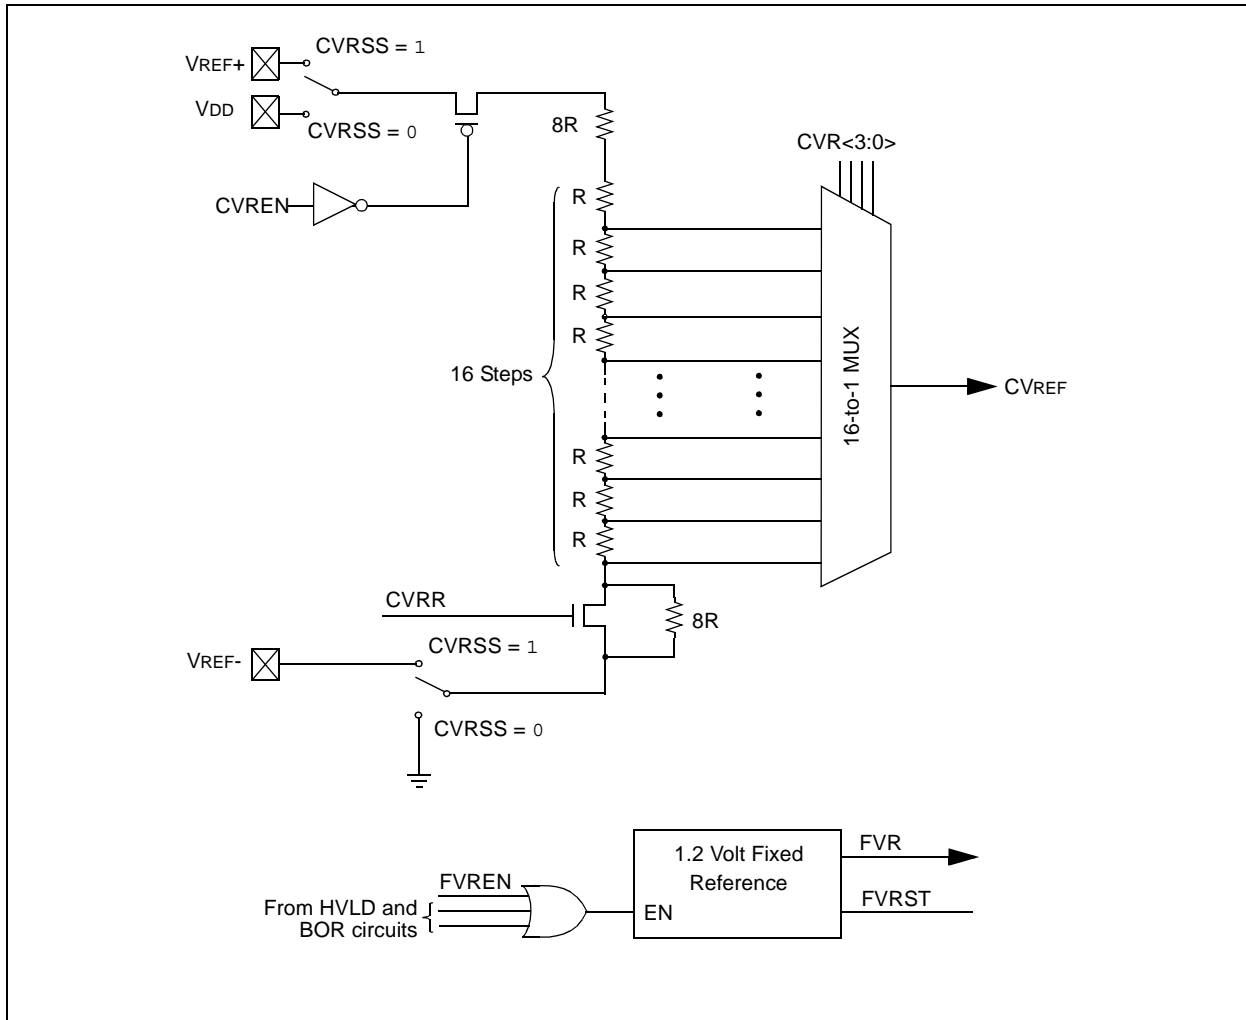 CVRSS = 1
VREF+
VDD
CVRSS = 0
8R
CVR<3:0>
CVREN
R
R
R
R
16 Steps
16-to-1 MUX
CVREF
R
R
R
CVRR
8R
CVRSS = 1
VREF-
CVRSS = 0
1.2 Volt Fixed
Reference
FVR
FVREN
From HVLD and
BOR circuits
EN
FVRST